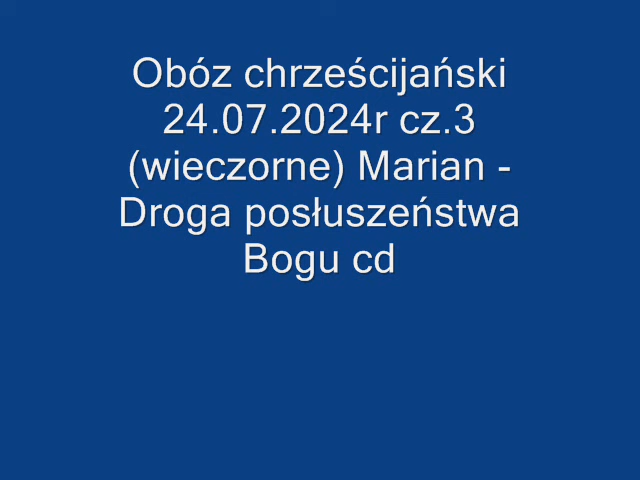 Obóz chrześcijański
24.07.2024r cz.3
(wieczorne) Marian -
Droga posłuszeństwa
Bogu cd